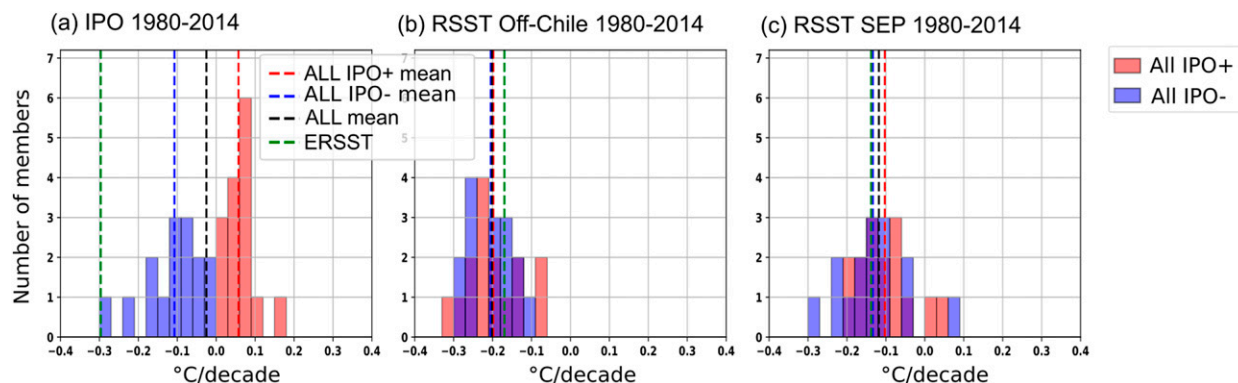 (a) IPO 1980-2014
(b) RSST Off-Chile 1980-2014
(c) RSST SEP 1980-2014
Number of members
7
6
5
4
3
2
1
0
−0.4 −0.3 −0.2 −0.1 0.0 0.1 0.2 0.3 0.4
°C/decade
ALL IPO+ mean
ALL IPO- mean
ALL mean
ERSST
7
6
5
4
3
2
1
0
−0.4 −0.3 −0.2 −0.1 0.0 0.1 0.2 0.3 0.4
°C/decade
7
6
5
4
3
2
1
0
−0.4 −0.3 −0.2 −0.1 0.0 0.1 0.2 0.3 0.4
°C/decade
All IPO+
All IPO-